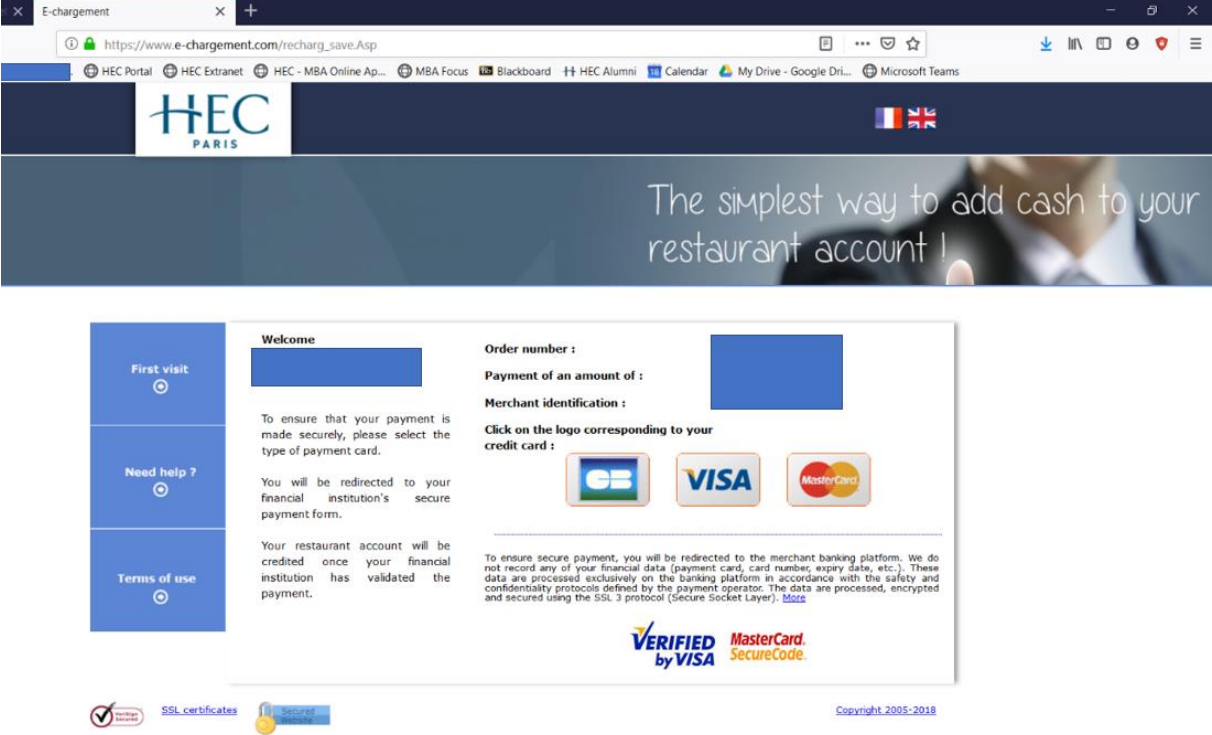 E-chargement
https://www.e-chargement.com/recharg_save.Asp
HEC Portal HEC Extranet HEC - MBA Online Ap... MBA Focus Blackboard HEC Alumni Calendar My Drive - Google Dri... Microsoft Teams
HEC
PARIS
The simplest way to add cash to your
restaurant account !
First visit
Need help ?
Terms of use
Welcome
To ensure that your payment is
made securely, please select the
type of payment card.
You will be redirected to your
financial institution's secure
payment form.
Your restaurant account will be
credited once your financial
institution has validated the
payment.
Order number :
Payment of an amount of :
Merchant identification :
Click on the logo corresponding to your
credit card :
CB VISA MasterCard
To ensure secure payment, you will be redirected to the merchant banking platform. We do
not record any of your financial data (payment card, card number, expiry date, etc.). These
data are processed exclusively on the banking platform in accordance with the safety and
confidentiality protocols defined by the payment operator. The data are processed, encrypted
and secured using the SSL 3 protocol (Secure Socket Layer). More
VERIFIED
by VISA
MasterCard.
SecureCode.
VeriSign
Secured
SSL certificates
Secured
Website
Copyright 2005-2018